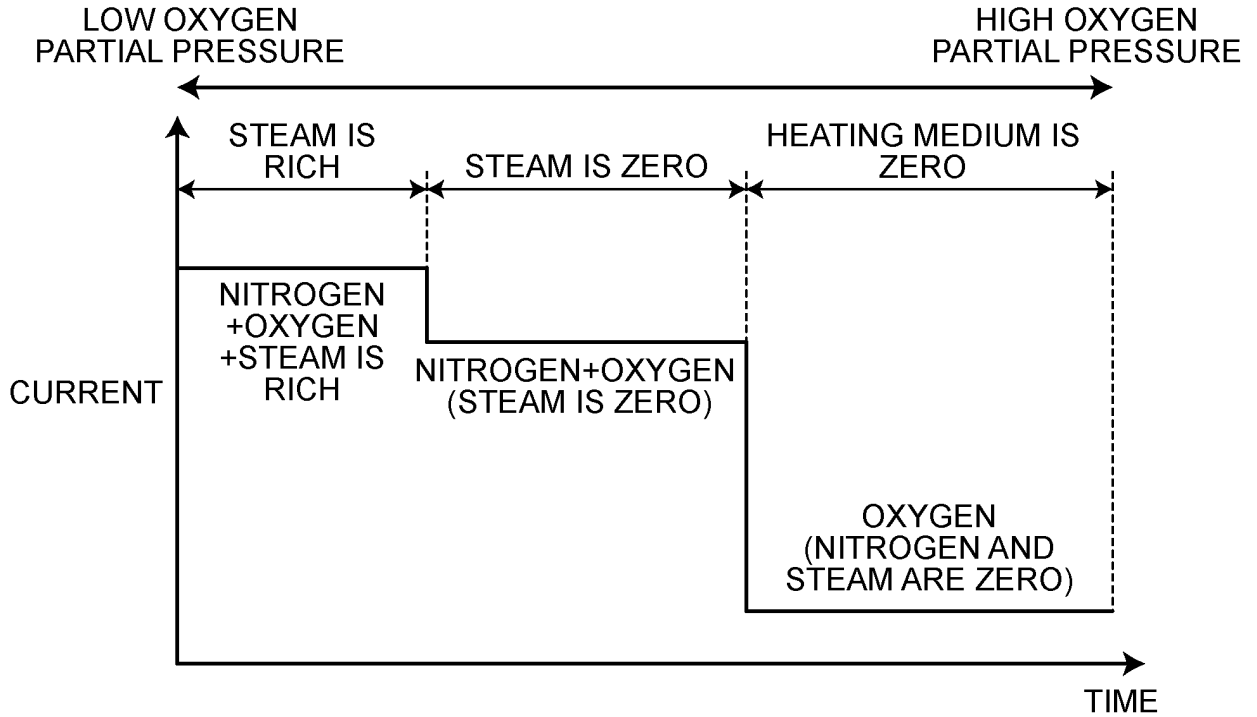 LOW OXYGEN
PARTIAL PRESSURE
HIGH OXYGEN
PARTIAL PRESSURE
STEAM IS
RICH
STEAM IS ZERO
HEATING MEDIUM IS
ZERO
NITROGEN
+OXYGEN
+STEAM IS
RICH
NITROGEN+OXYGEN
(STEAM IS ZERO)
CURRENT
OXYGEN
(NITROGEN AND
STEAM ARE ZERO)
TIME